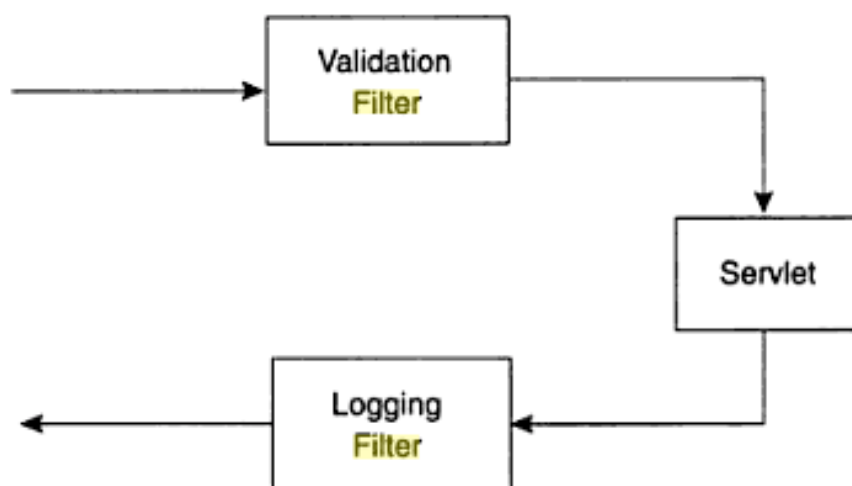 Validation
Filter
Servlet
Logging
Filter